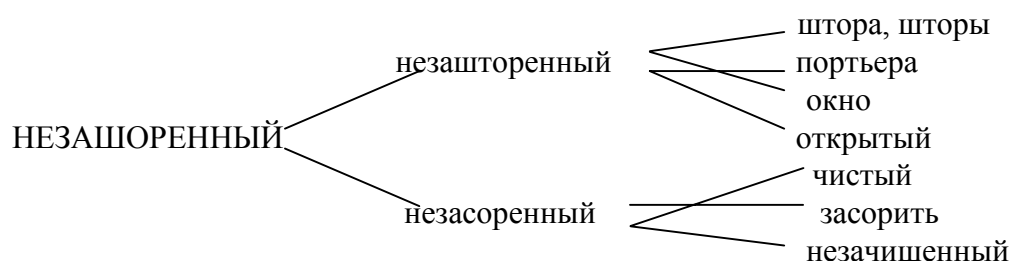 штора, шторы
незашторенный
портьера
окно
НЕЗАШОРЕННЫЙ
открытый
чистый
незасоренный
засорить
незачишенный